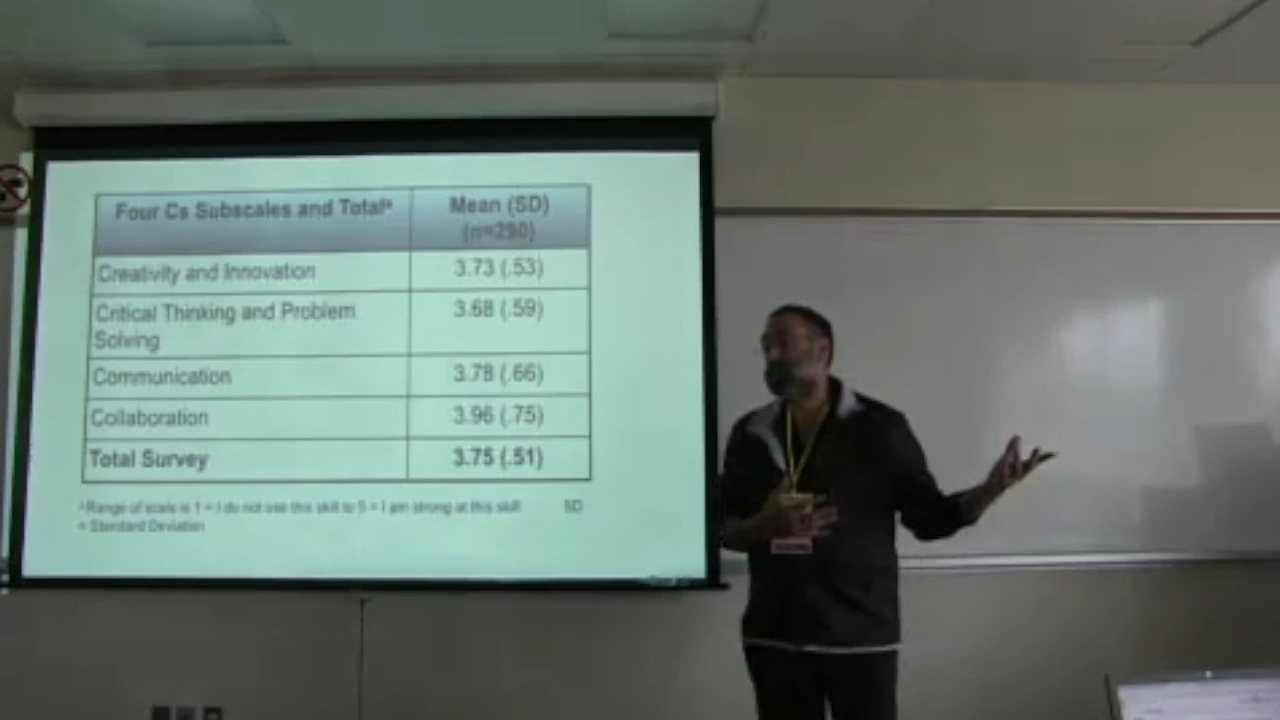 Four Cs Subscales and Totalᵃ
Mean (SD)
(n=290)
Creativity and Innovation
3.73 (.53)
Critical Thinking and Problem
Solving
3.68 (.59)
Communication
3.78 (.66)
Collaboration
3.96 (.75)
Total Survey
3.75 (.51)
ᵃ Range of scale is 1 = I do not use this skill to 5 = I am strong at this skill SD
= Standard Deviation